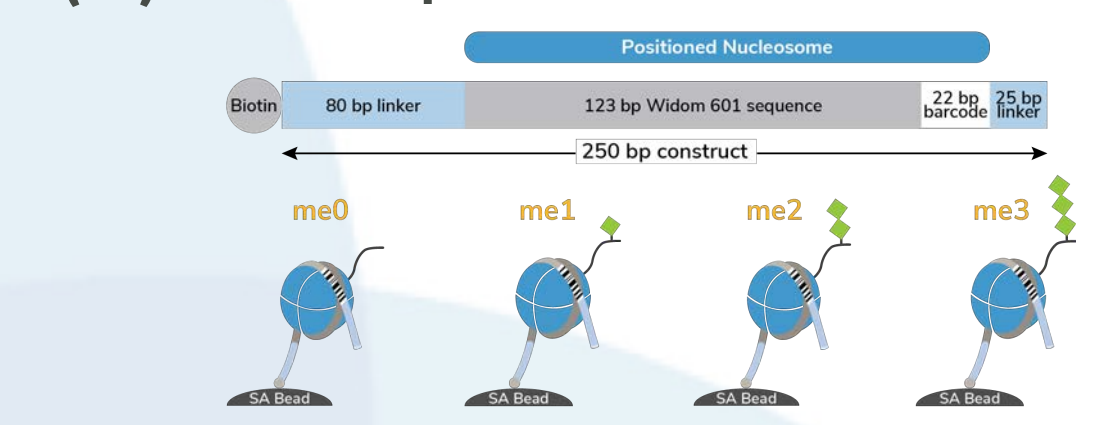 Positioned Nucleosome
Biotin
80 bp linker
123 bp Widom 601 sequence
22 bp
barcode
25 bp
linker
250 bp construct
me0
me1
me2
me3
SA Bead
SA Bead
SA Bead
SA Bead